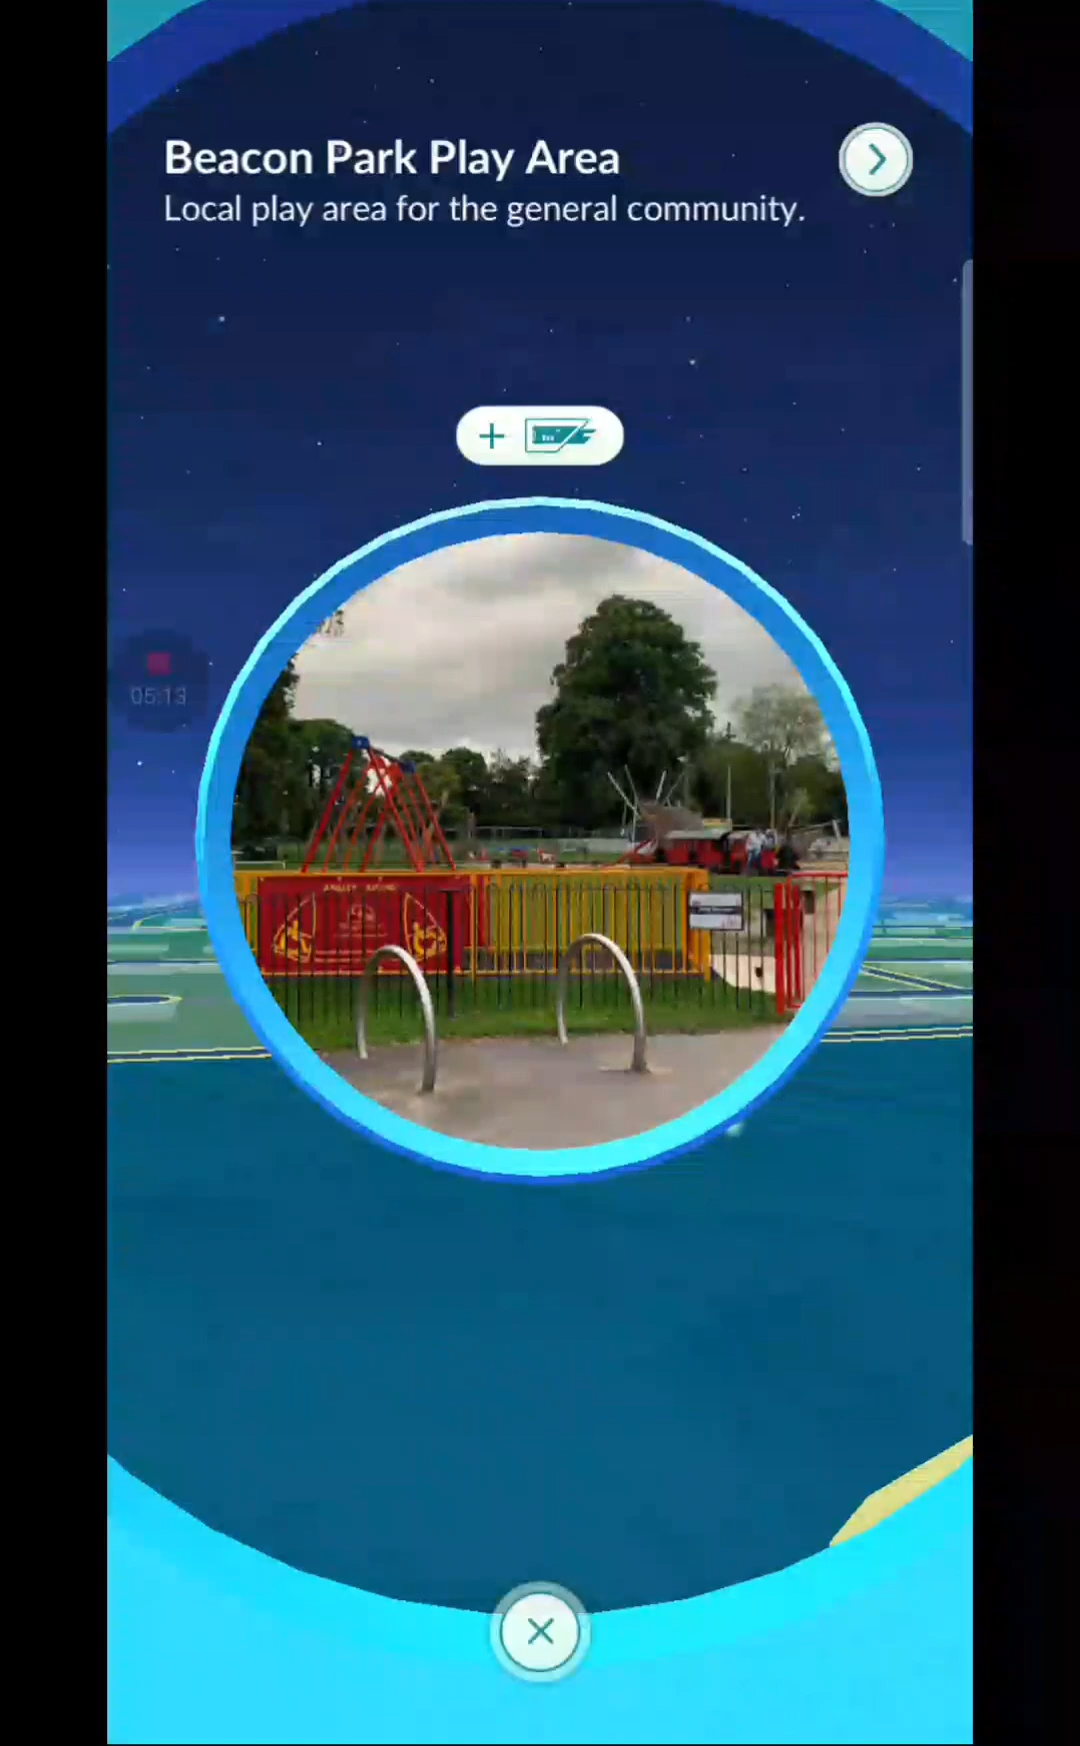 Beacon Park Play Area
Local play area for the general community.
05:13